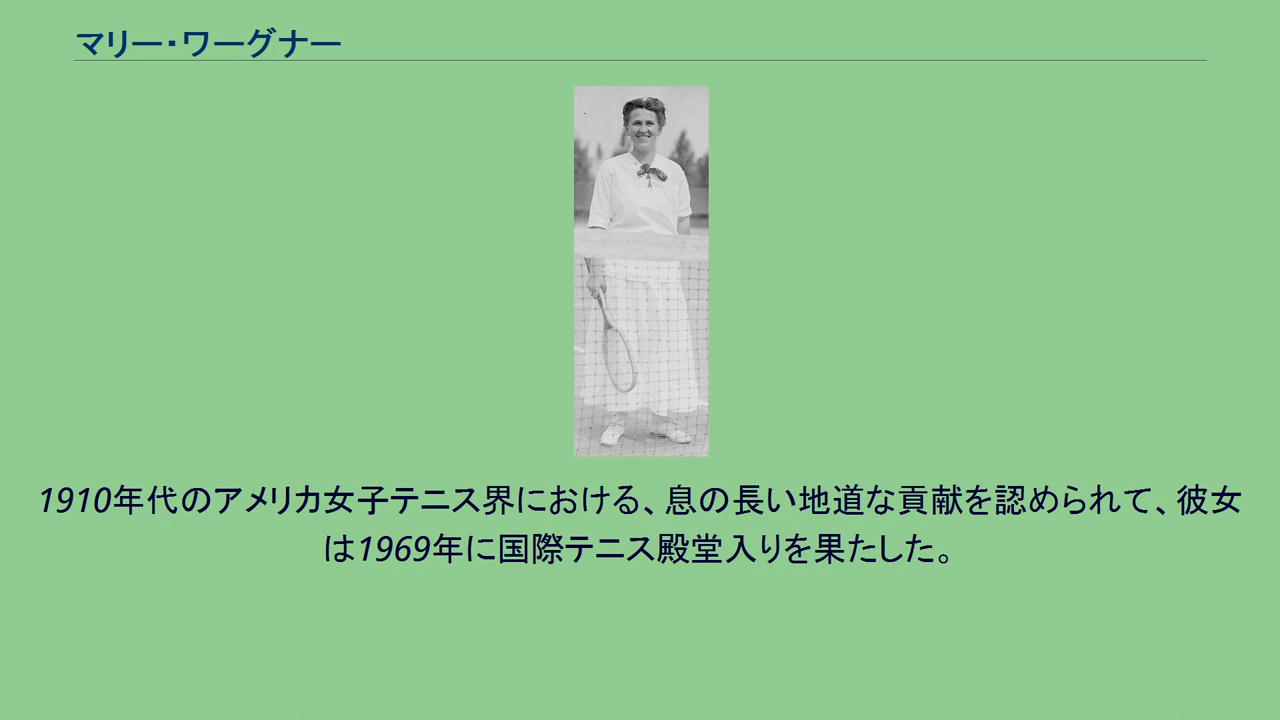 マリー・ワーグナー
1910年代のアメリカ女子テニス界における、息の長い地道な貢献を認められて、彼女
は1969年に国際テニス殿堂入りを果たした。